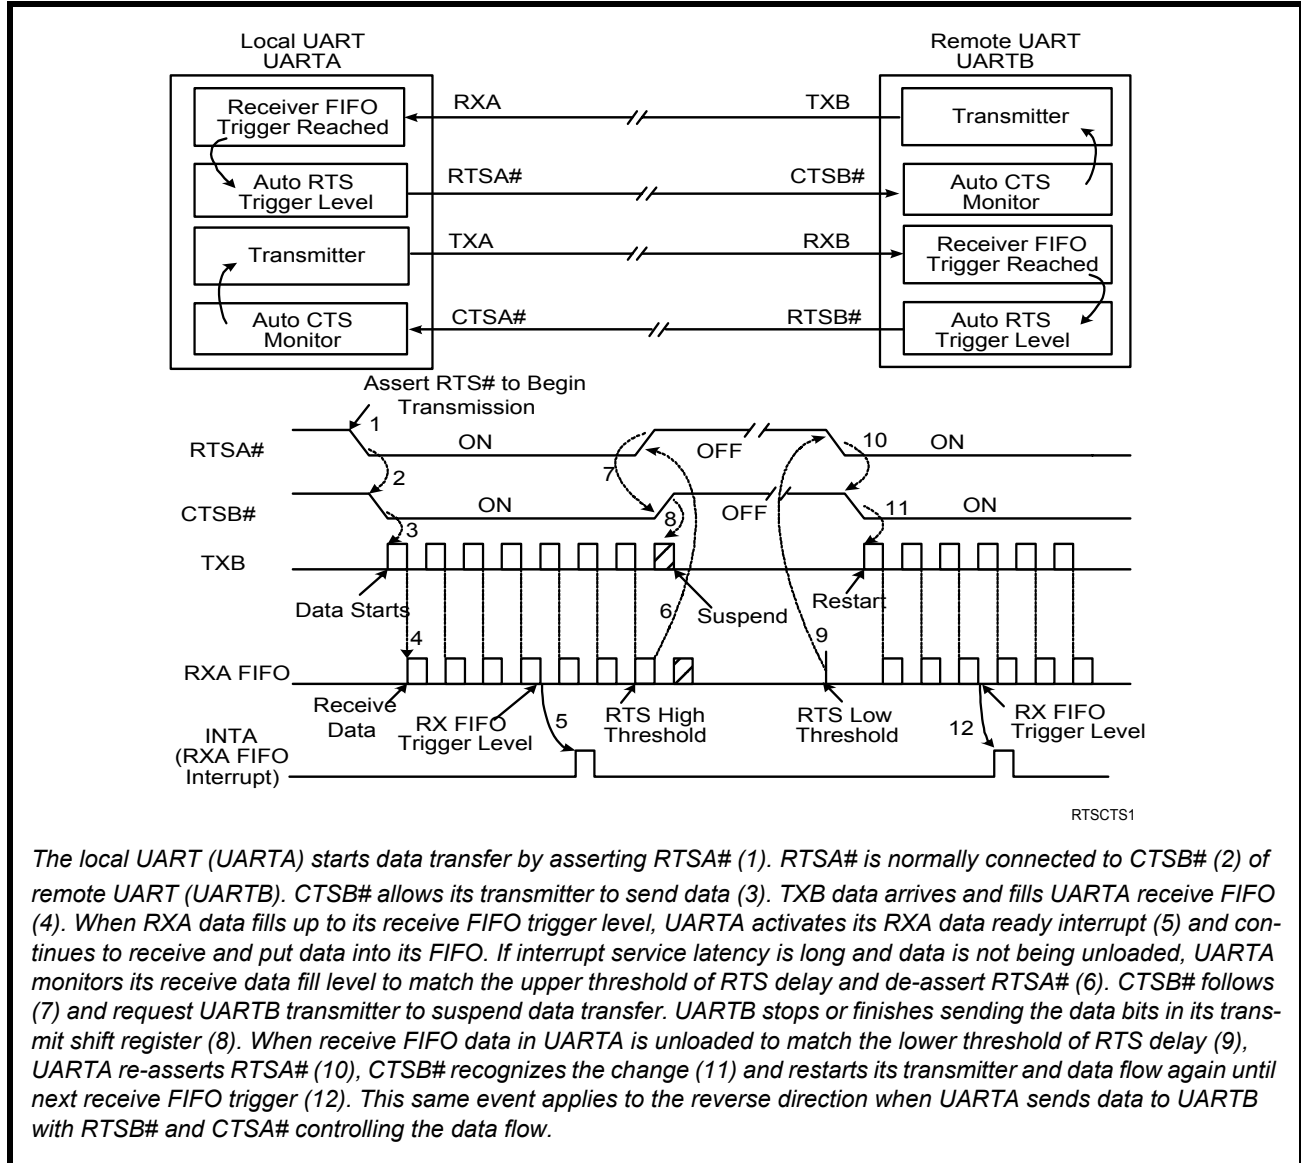 Local UART
UARTA
Remote UART
UARTB
Receiver FIFO
Trigger Reached
RXA
TXB
Transmitter
Auto RTS
Trigger Level
RTSA#
CTSB#
Auto CTS
Monitor
Transmitter
TXA
RXB
Receiver FIFO
Trigger Reached
Auto CTS
Monitor
CTSA#
RTSB#
Auto RTS
Trigger Level
Assert RTS# to Begin
Transmission
1
RTSA#
ON
OFF
10
ON
2
7
CTSB#
ON
8
OFF
11
ON
3
TXB
Data Starts
6
Suspend
Restart
4
9
RXA FIFO
Receive
Data
RX FIFO
Trigger Level
5
RTS High
Threshold
RTS Low
Threshold
12
RX FIFO
Trigger Level
INTA
(RXA FIFO
Interrupt)
RTSCTS1
The local UART (UARTA) starts data transfer by asserting RTSA# (1). RTSA# is normally connected to CTSB# (2) of
remote UART (UARTB). CTSB# allows its transmitter to send data (3). TXB data arrives and fills UARTA receive FIFO
(4). When RXA data fills up to its receive FIFO trigger level, UARTA activates its RXA data ready interrupt (5) and con-
tinues to receive and put data into its FIFO. If interrupt service latency is long and data is not being unloaded, UARTA
monitors its receive data fill level to match the upper threshold of RTS delay and de-assert RTSA# (6). CTSB# follows
(7) and request UARTB transmitter to suspend data transfer. UARTB stops or finishes sending the data bits in its trans-
mit shift register (8). When receive FIFO data in UARTA is unloaded to match the lower threshold of RTS delay (9),
UARTA re-asserts RTSA# (10), CTSB# recognizes the change (11) and restarts its transmitter and data flow again until
next receive FIFO trigger (12). This same event applies to the reverse direction when UARTA sends data to UARTB
with RTSB# and CTSA# controlling the data flow.